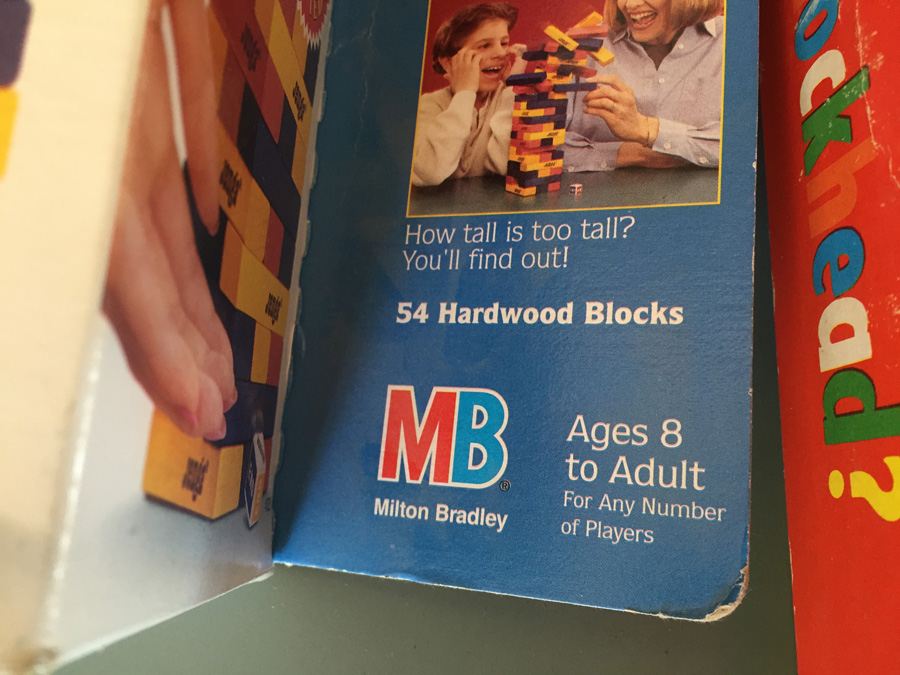 How tall is too tall?
You'll find out!
54 Hardwood Blocks
MB®
Milton Bradley
Ages 8
to Adult
For Any Number
of Players
ockhead?